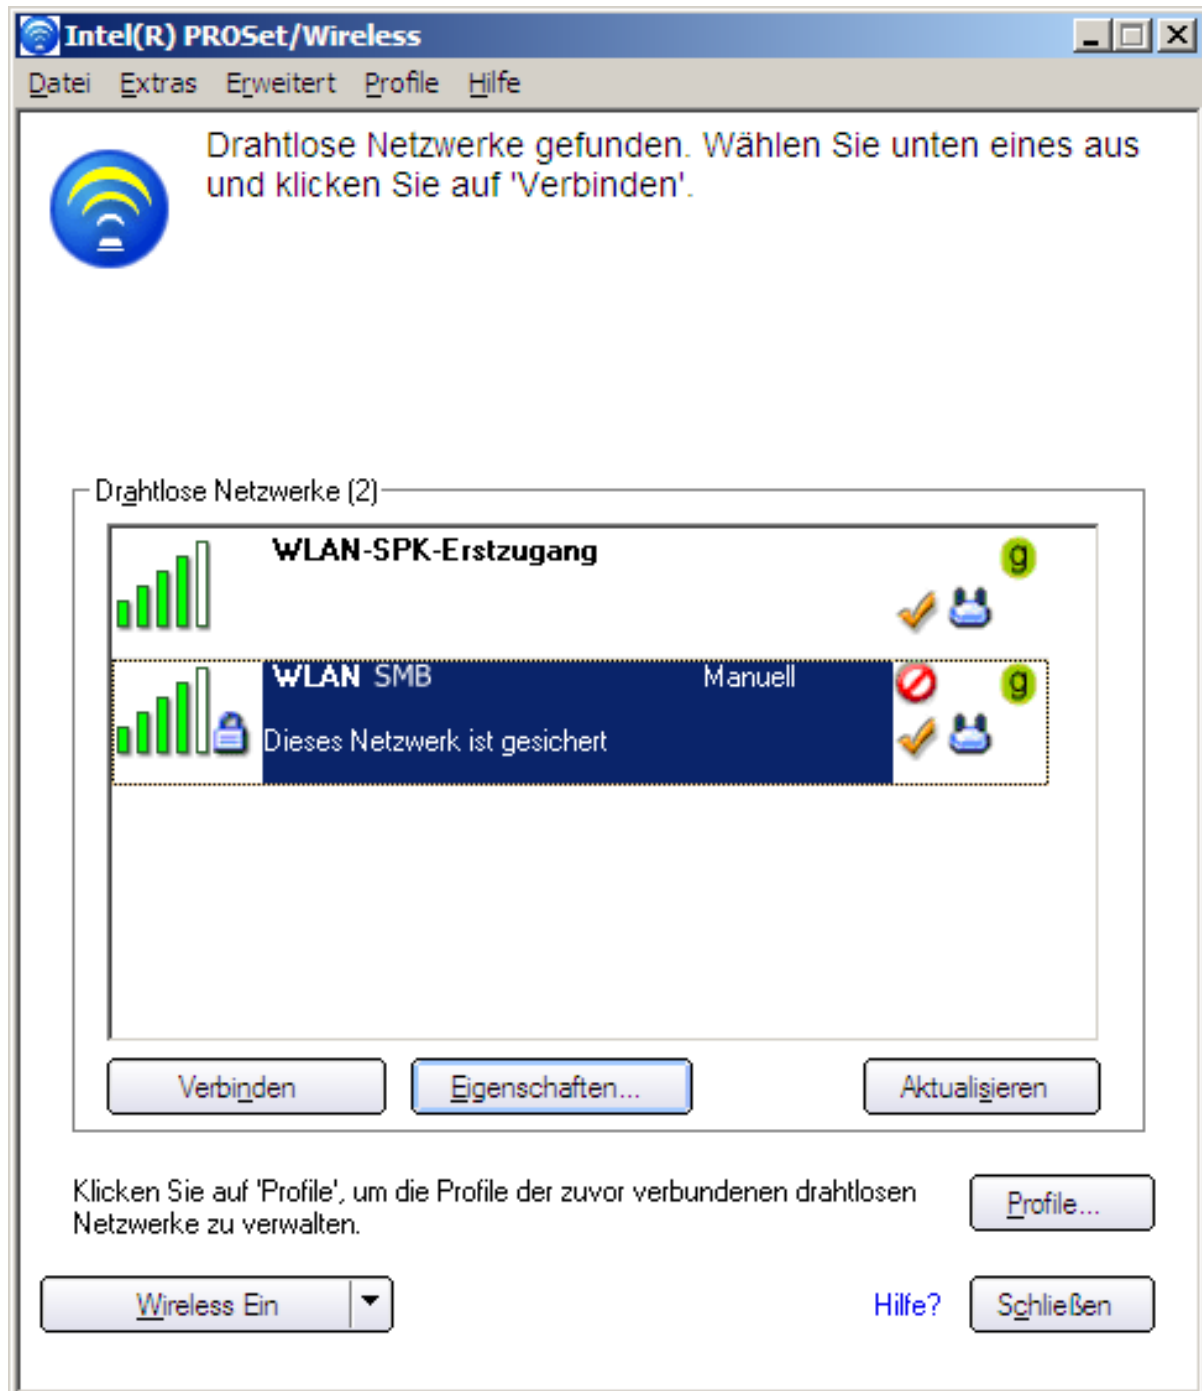 Intel(R) PROSet/Wireless
Datei Extras Erweitert Profile Hilfe
Drahtlose Netzwerke gefunden. Wählen Sie unten eines aus
und klicken Sie auf 'Verbinden'.
Drahtlose Netzwerke (2)
WLAN-SPK-Erstzugang
g
WLAN SMB Manuell
g
Dieses Netzwerk ist gesichert
Verbinden Eigenschaften... Aktualisieren
Klicken Sie auf 'Profile', um die Profile der zuvor verbundenen drahtlosen
Netzwerke zu verwalten.
Profile...
Wireless Ein Hilfe? Schließen